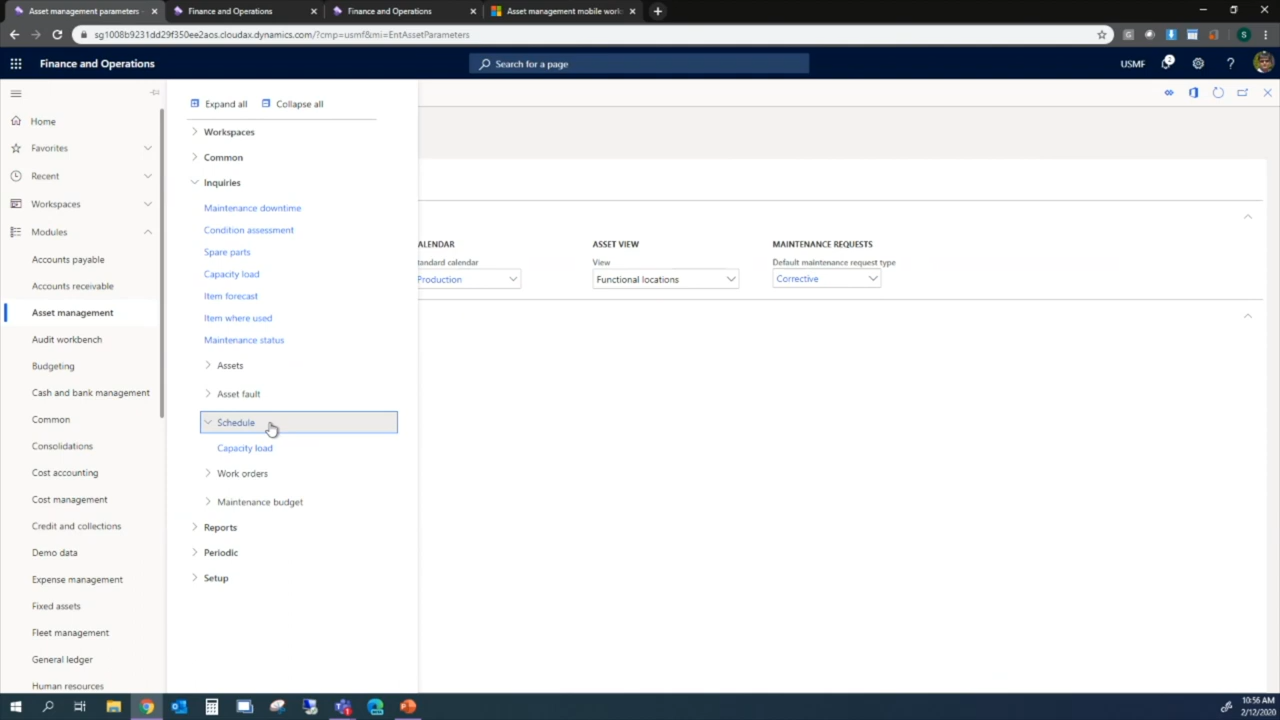 Asset management parameters -
Finance and Operations
Finance and Operations
Asset management mobile work
sg1008b9231dd29f350ee2aos.cloudax.dynamics.com/?cmp=usmf&mi=EntAssetParameters
S
Finance and Operations
Search for a page
USMF
Expand all
Collapse all
Home
Favorites
Recent
Workspaces
Modules
Accounts payable
Accounts receivable
Asset management
Audit workbench
Budgeting
Cash and bank management
Common
Consolidations
Cost accounting
Cost management
Credit and collections
Demo data
Expense management
Fixed assets
Fleet management
General ledger
Human resources
Workspaces
Common
Inquiries
Maintenance downtime
Condition assessment
Spare parts
Capacity load
Item forecast
Item where used
Maintenance status
Assets
Asset fault
Schedule
Capacity load
Work orders
Maintenance budget
Reports
Periodic
Setup
ALENDAR
tandard calendar
Production
ASSET VIEW
View
Functional locations
MAINTENANCE REQUESTS
Default maintenance request type
Corrective
10:56 AM
2/12/2020